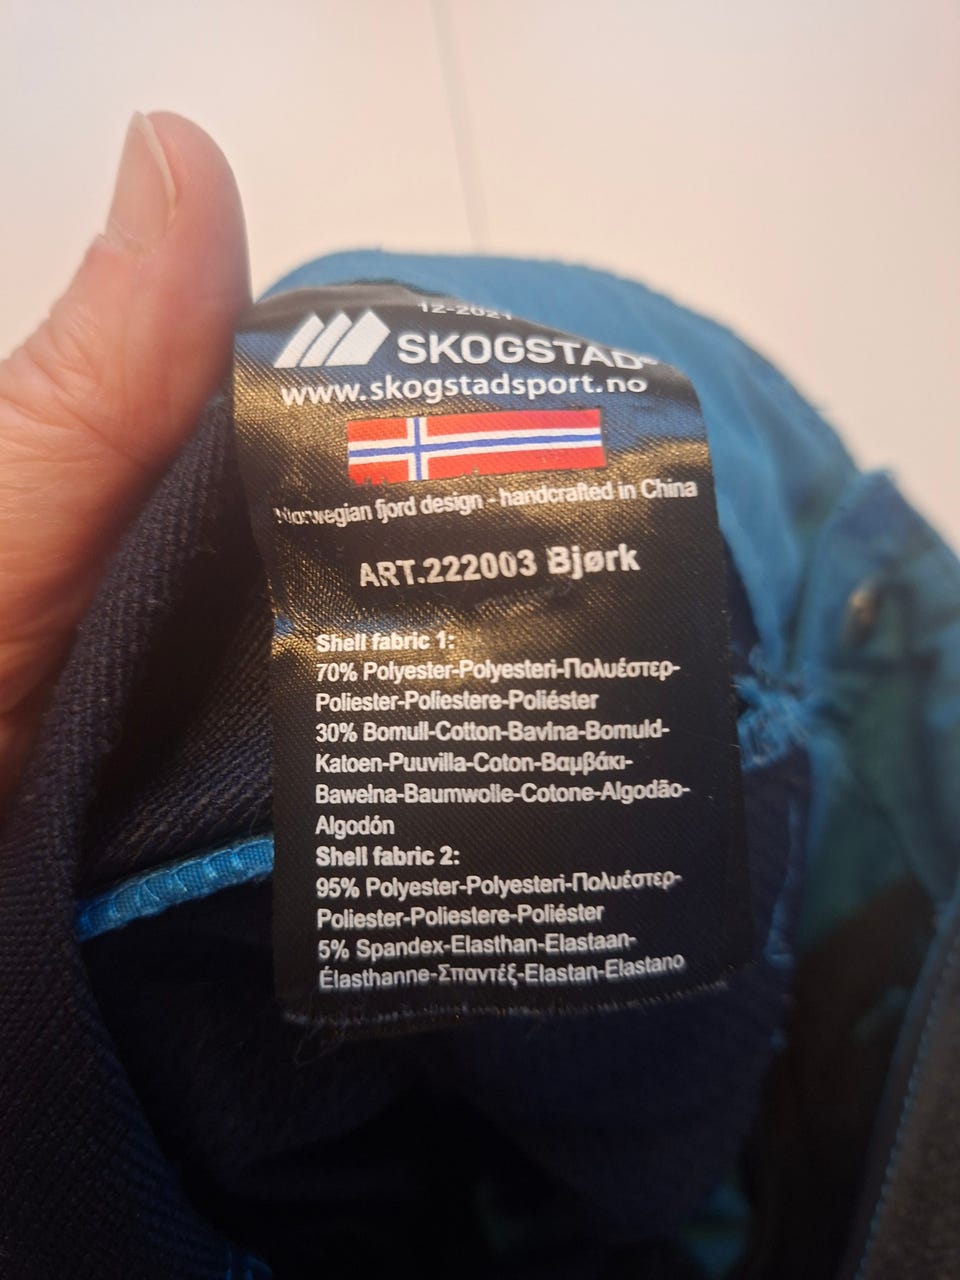 12-2021
SKOGSTAD
www.skogstadsport.no
Norwegian fjord design - handcrafted in China
ART.222003 Bjørk
Shell fabric 1:
70% Polyester-Polyesteri-Πολυέστερ-
Poliester-Poliestere-Poliéster
30% Bomull-Cotton-Bavlna-Bomuld-
Katoen-Puuvilla-Coton-Βαμβάκι-
Bawełna-Baumwolle-Cotone-Algodão-
Algodón
Shell fabric 2:
95% Polyester-Polyesteri-Πολυέστερ-
Poliester-Poliestere-Poliéster
5% Spandex-Elasthan-Elastaan-
Élasthanne-Σπαντέξ-Elastan-Elastano